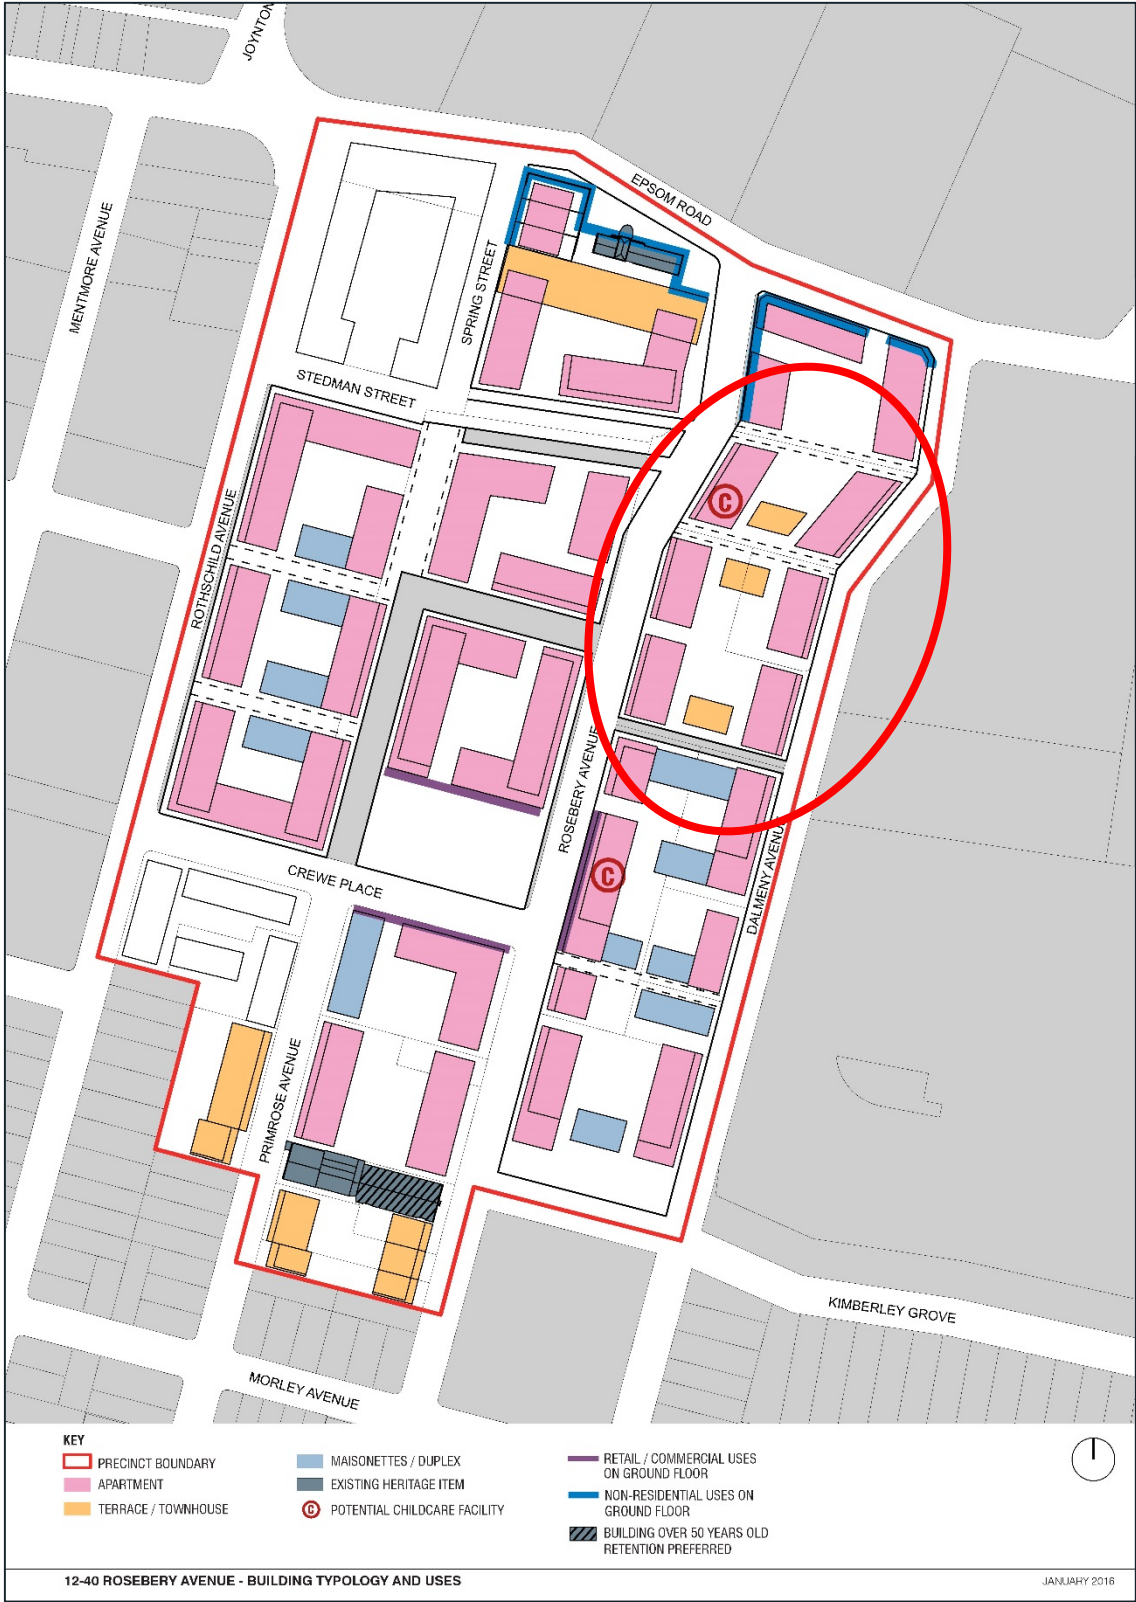 JOYNTON
EPSOM ROAD
MENTMORE AVENUE
SPRING STREET
STEDMAN STREET
ROTHSCHILD AVENUE
C
ROSEBERY AVENUE
C
CREWE PLACE
DALMENY AVENUE
PRIMROSE AVENUE
KIMBERLEY GROVE
MORLEY AVENUE
KEY
PRECINCT BOUNDARY
APARTMENT
TERRACE / TOWNHOUSE
MAISONETTES / DUPLEX
EXISTING HERITAGE ITEM
C POTENTIAL CHILDCARE FACILITY
RETAIL / COMMERCIAL USES
ON GROUND FLOOR
NON-RESIDENTIAL USES ON
GROUND FLOOR
BUILDING OVER 50 YEARS OLD
RETENTION PREFERRED
12-40 ROSEBERY AVENUE - BUILDING TYPOLOGY AND USES
JANUARY 2016